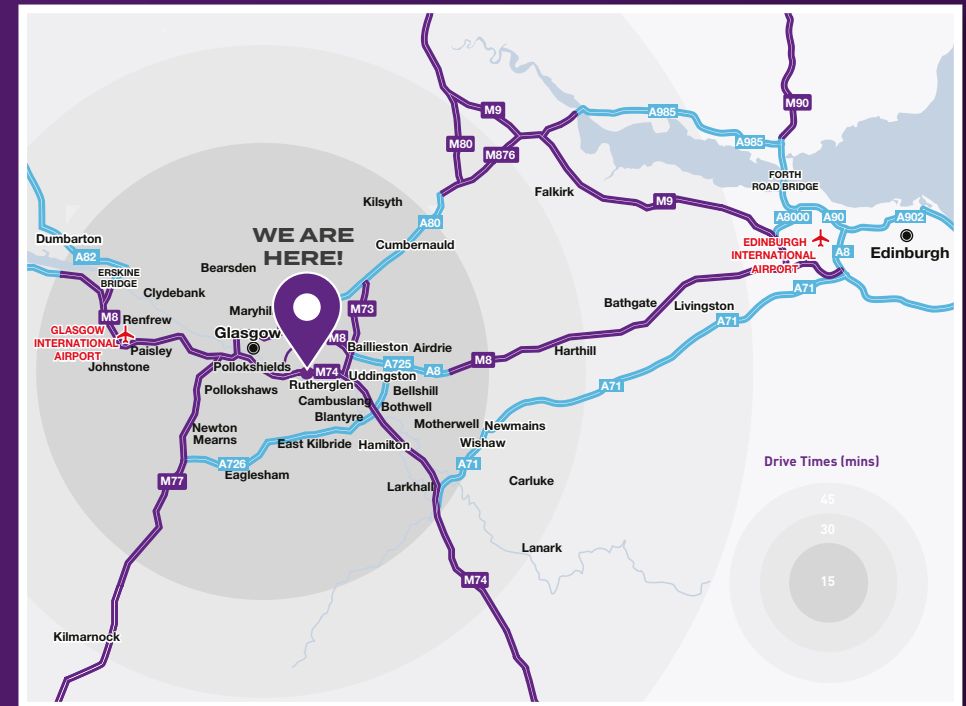 M9
M90
A985
M80
A985
M876
FORTH
ROAD BRIDGE
Falkirk
Kilsyth
M9
A80
A8000
A90
A902
WE ARE
HERE!
Dumbarton
Cumbernauld
EDINBURGH
INTERNATIONAL
AIRPORT
A8
Edinburgh
A82
ERSKINE
BRIDGE
Bearsden
A71
Clydebank
Bathgate
Livingston
Maryhil
M73
M8
Renfrew
A71
GLASGOW
INTERNATIONAL
AIRPORT
Glasgow
M8
Baillieston
Airdrie
Harthill
Paisley
M8
Johnstone
Pollokshields
A725
A8
M74
Uddingston
Rutherglen
A71
Pollokshaws
Bellshill
Cambuslang
Bothwell
Blantyre
Motherwell
Newmains
Newton
Mearns
East Kilbride
Hamilton
Wishaw
A726
A71
Drive Times (mins)
Eaglesham
M77
Larkhall
Carluke
45
30
Lanark
15
M74
Kilmarnock